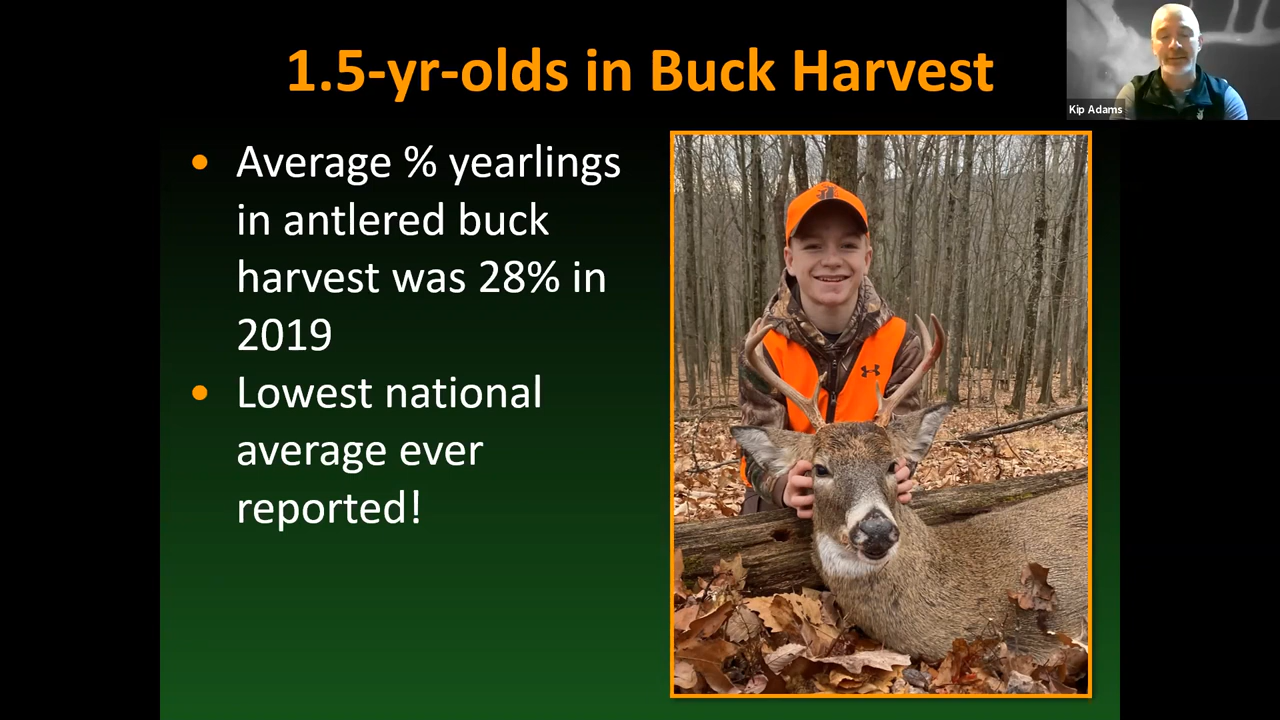 1.5-yr-olds in Buck Harvest
Kip Adams
• Average % yearlings
in antlered buck
harvest was 28% in
2019
• Lowest national
average ever
reported!